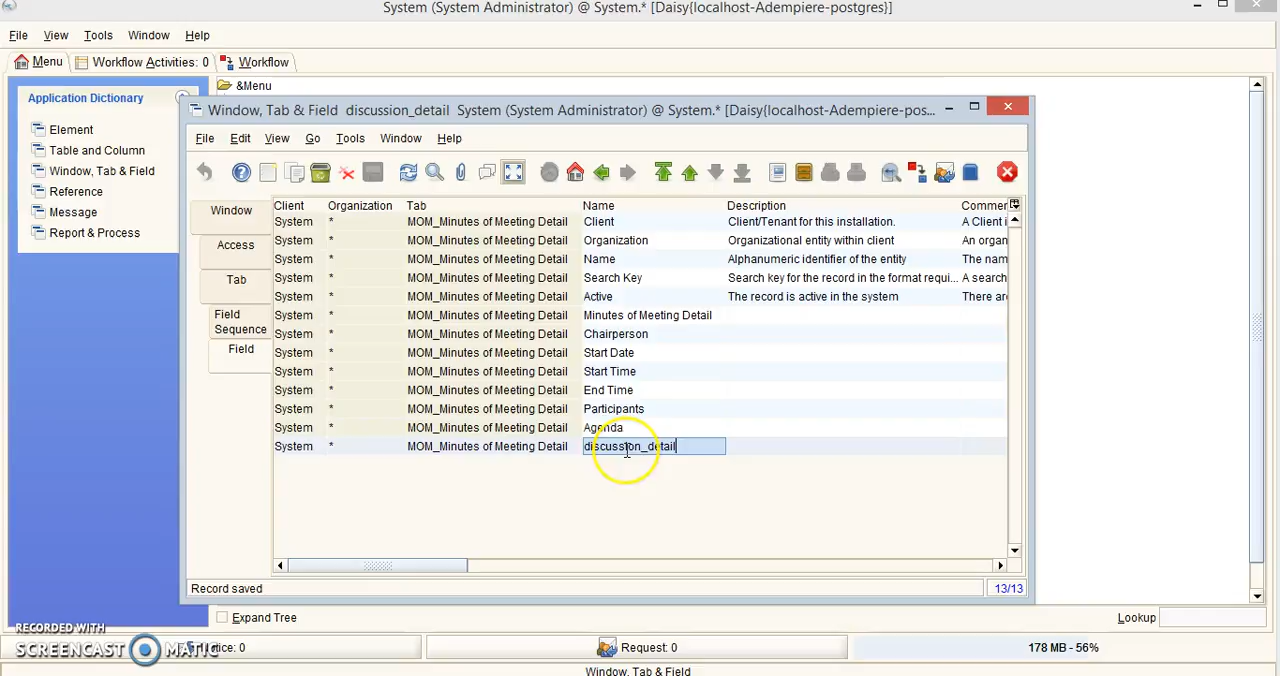 System (System Administrator) @ System.* [Daisy{localhost-Adempiere-postgres}]
File View Tools Window Help
Menu Workflow Activities: 0 Workflow
&Menu
Application Dictionary
Element
Table and Column
Window, Tab & Field
Reference
Message
Report & Process
Window, Tab & Field discussion_detail System (System Administrator) @ System.* [Daisy{localhost-Adempiere-pos...
File Edit View Go Tools Window Help
Window
Access
Tab
Field Sequence
Field
Client Organization Tab Name Description Commen
System * MOM_Minutes of Meeting Detail Client Client/Tenant for this installation. A Client i
System * MOM_Minutes of Meeting Detail Organization Organizational entity within client An organ
System * MOM_Minutes of Meeting Detail Name Alphanumeric identifier of the entity The nam
System * MOM_Minutes of Meeting Detail Search Key Search key for the record in the format requi... A search
System * MOM_Minutes of Meeting Detail Active The record is active in the system There are
System * MOM_Minutes of Meeting Detail Minutes of Meeting Detail
System * MOM_Minutes of Meeting Detail Chairperson
System * MOM_Minutes of Meeting Detail Start Date
System * MOM_Minutes of Meeting Detail Start Time
System * MOM_Minutes of Meeting Detail End Time
System * MOM_Minutes of Meeting Detail Participants
System * MOM_Minutes of Meeting Detail Agenda
System * MOM_Minutes of Meeting Detail discussion_detail
Record saved 13/13
Expand Tree Lookup
RECORDED WITH
SCREENCAST MATIC
otice: 0 Request: 0 178 MB - 56%
Window, Tab & Field